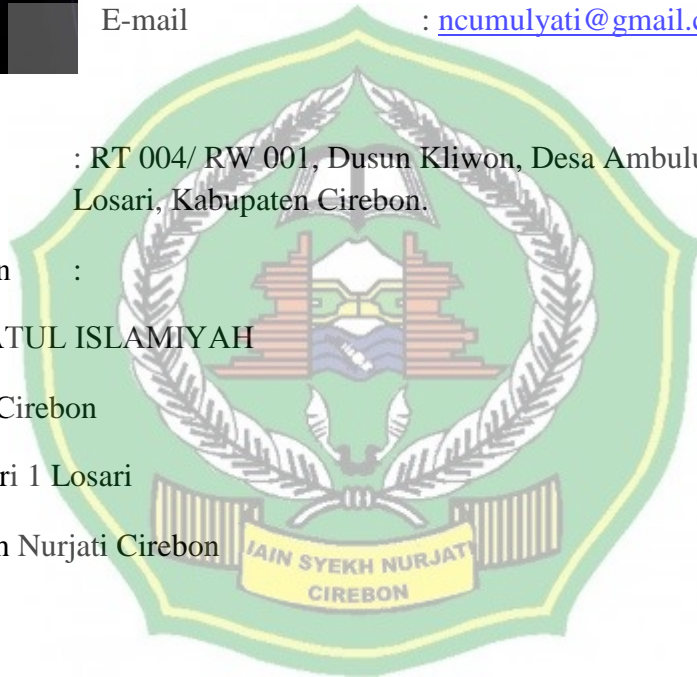 E-mail : ncumulyati@gmail.c
: RT 004/ RW 001, Dusun Kliwon, Desa Ambulu
Losari, Kabupaten Cirebon.
n :
ATUL ISLAMIYAH
Cirebon
ri 1 Losari
n Nurjati Cirebon
IAIN SYEKH NURJATI
CIREBON